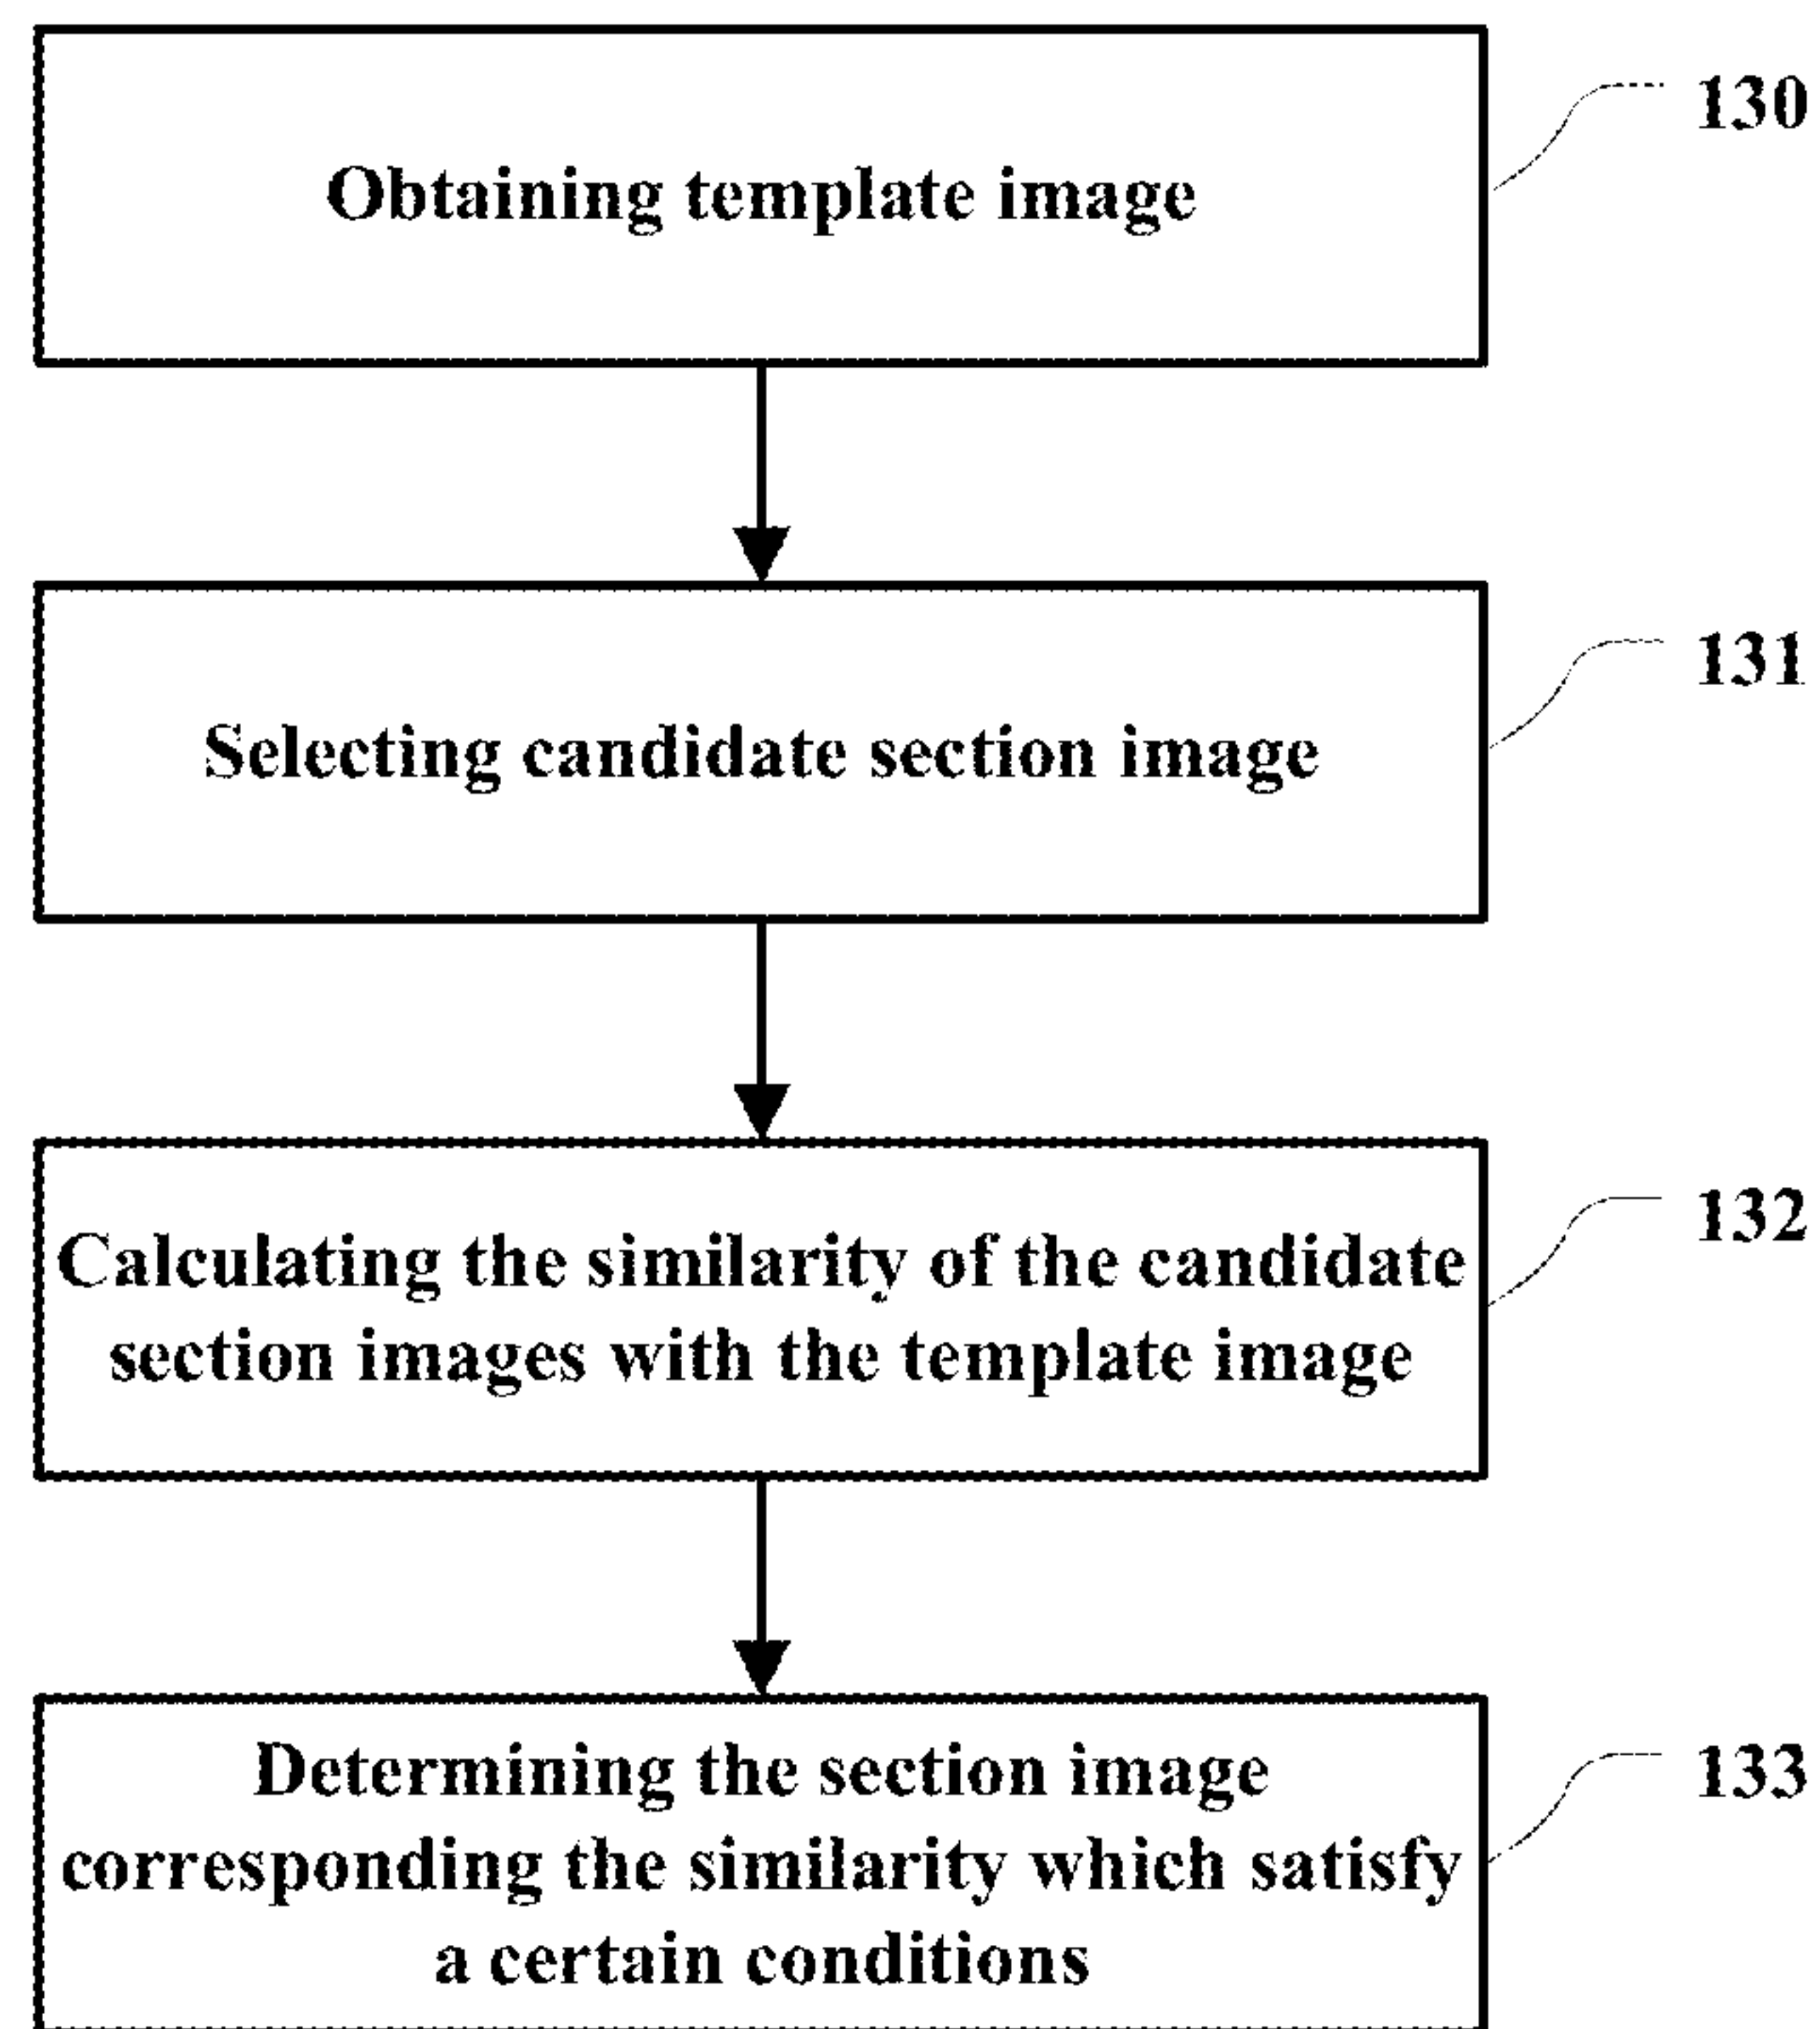 130
Obtaining template image
131
Selecting candidate section image
132
Calculating the similarity of the candidate
section images with the template image
133
Determining the section image
corresponding the similarity which satisfy
a certain conditions